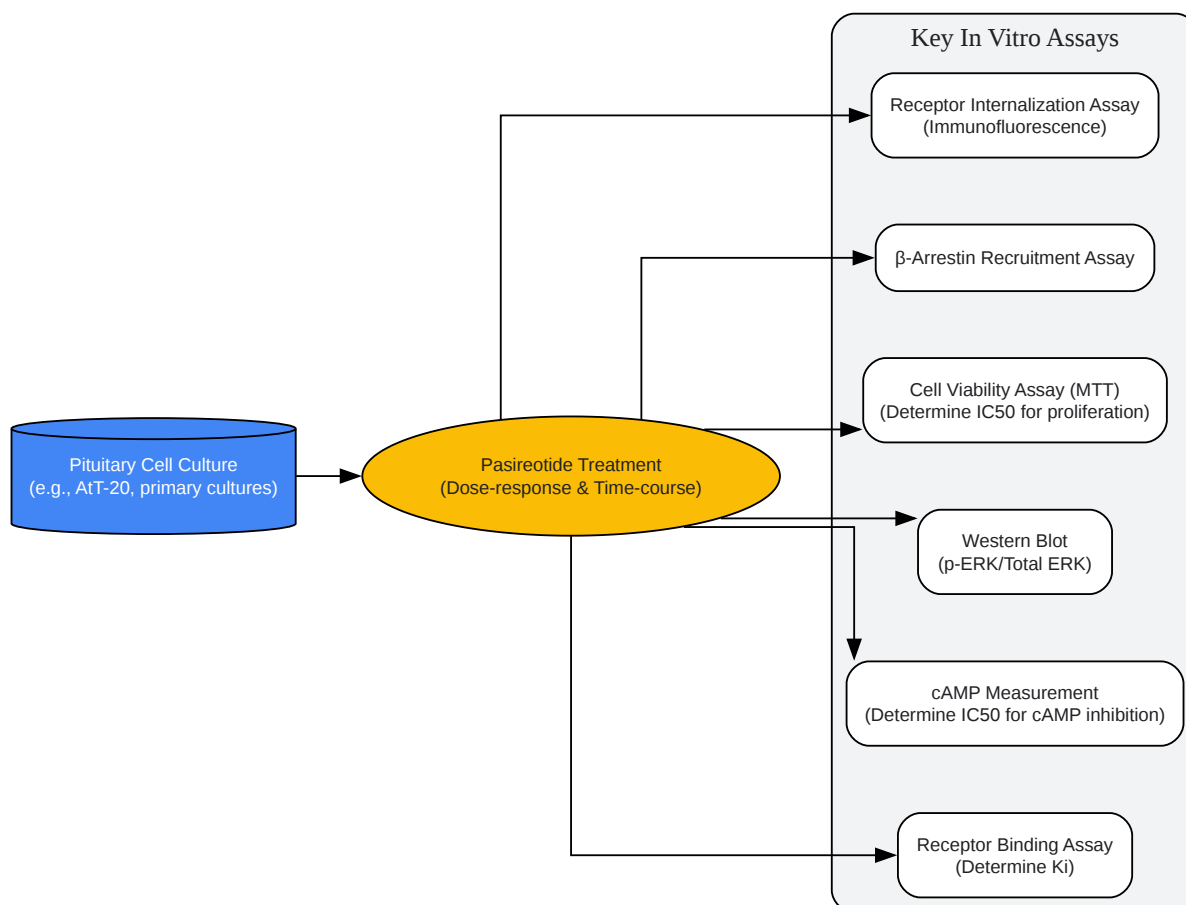 Key In Vitro Assays
Receptor Internalization Assay
(Immunofluorescence)
β-Arrestin Recruitment Assay
Cell Viability Assay (MTT)
(Determine IC50 for proliferation)
Pituitary Cell Culture
(e.g., AtT-20, primary cultures)
Pasireotide Treatment
(Dose-response & Time-course)
Western Blot
(p-ERK/Total ERK)
cAMP Measurement
(Determine IC50 for cAMP inhibition)
Receptor Binding Assay
(Determine Ki)